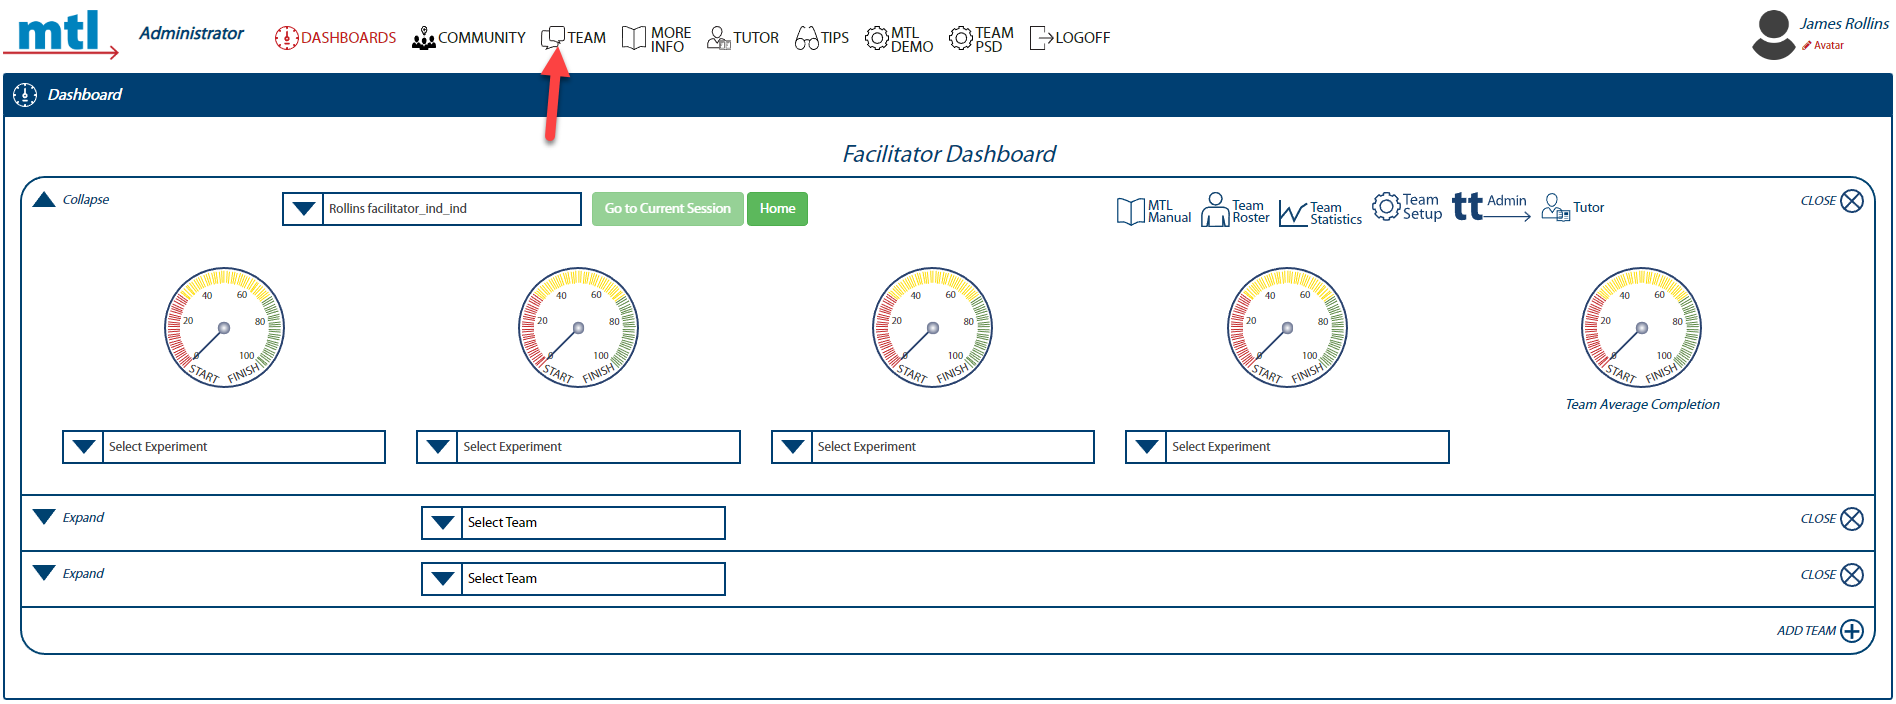 mtl Administrator DASHBOARDS COMMUNITY TEAM MORE INFO TUTOR TIPS MTL DEMO TEAM PSD LOGOFF James Rollins
Avatar
Dashboard
Facilitator Dashboard
Collapse Rollins facilitator_ind_ind Go to Current Session Home MTL Manual Team Roster Team Statistics Team Setup tt Admin Tutor CLOSE
0 20 40 60 80 100 START FINISH
0 20 40 60 80 100 START FINISH
0 20 40 60 80 100 START FINISH
0 20 40 60 80 100 START FINISH
0 20 40 60 80 100 START FINISH
Team Average Completion
Select Experiment Select Experiment Select Experiment Select Experiment
Expand Select Team CLOSE
Expand Select Team CLOSE
ADD TEAM